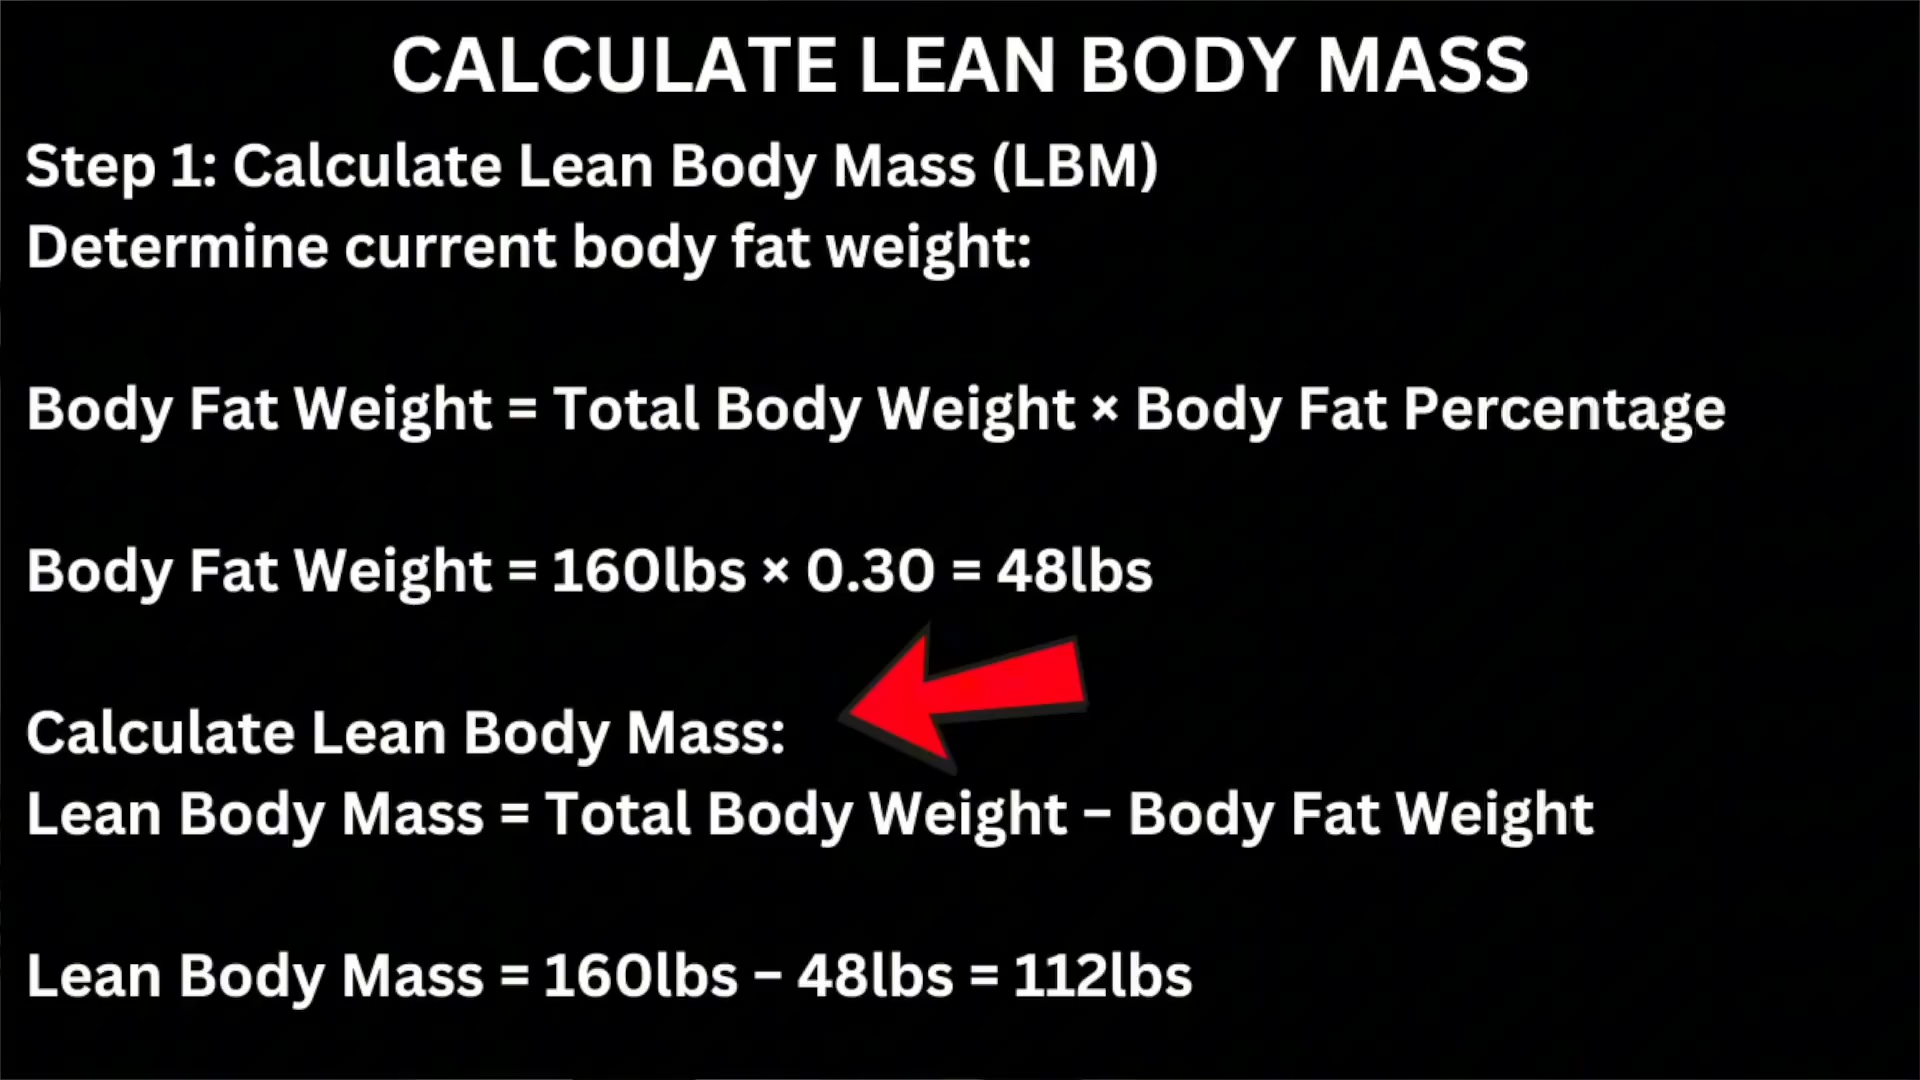 CALCULATE LEAN BODY MASS
Step 1: Calculate Lean Body Mass (LBM)
Determine current body fat weight:
Body Fat Weight = Total Body Weight × Body Fat Percentage
Body Fat Weight = 160lbs × 0.30 = 48lbs
Calculate Lean Body Mass:
Lean Body Mass = Total Body Weight − Body Fat Weight
Lean Body Mass = 160lbs − 48lbs = 112lbs